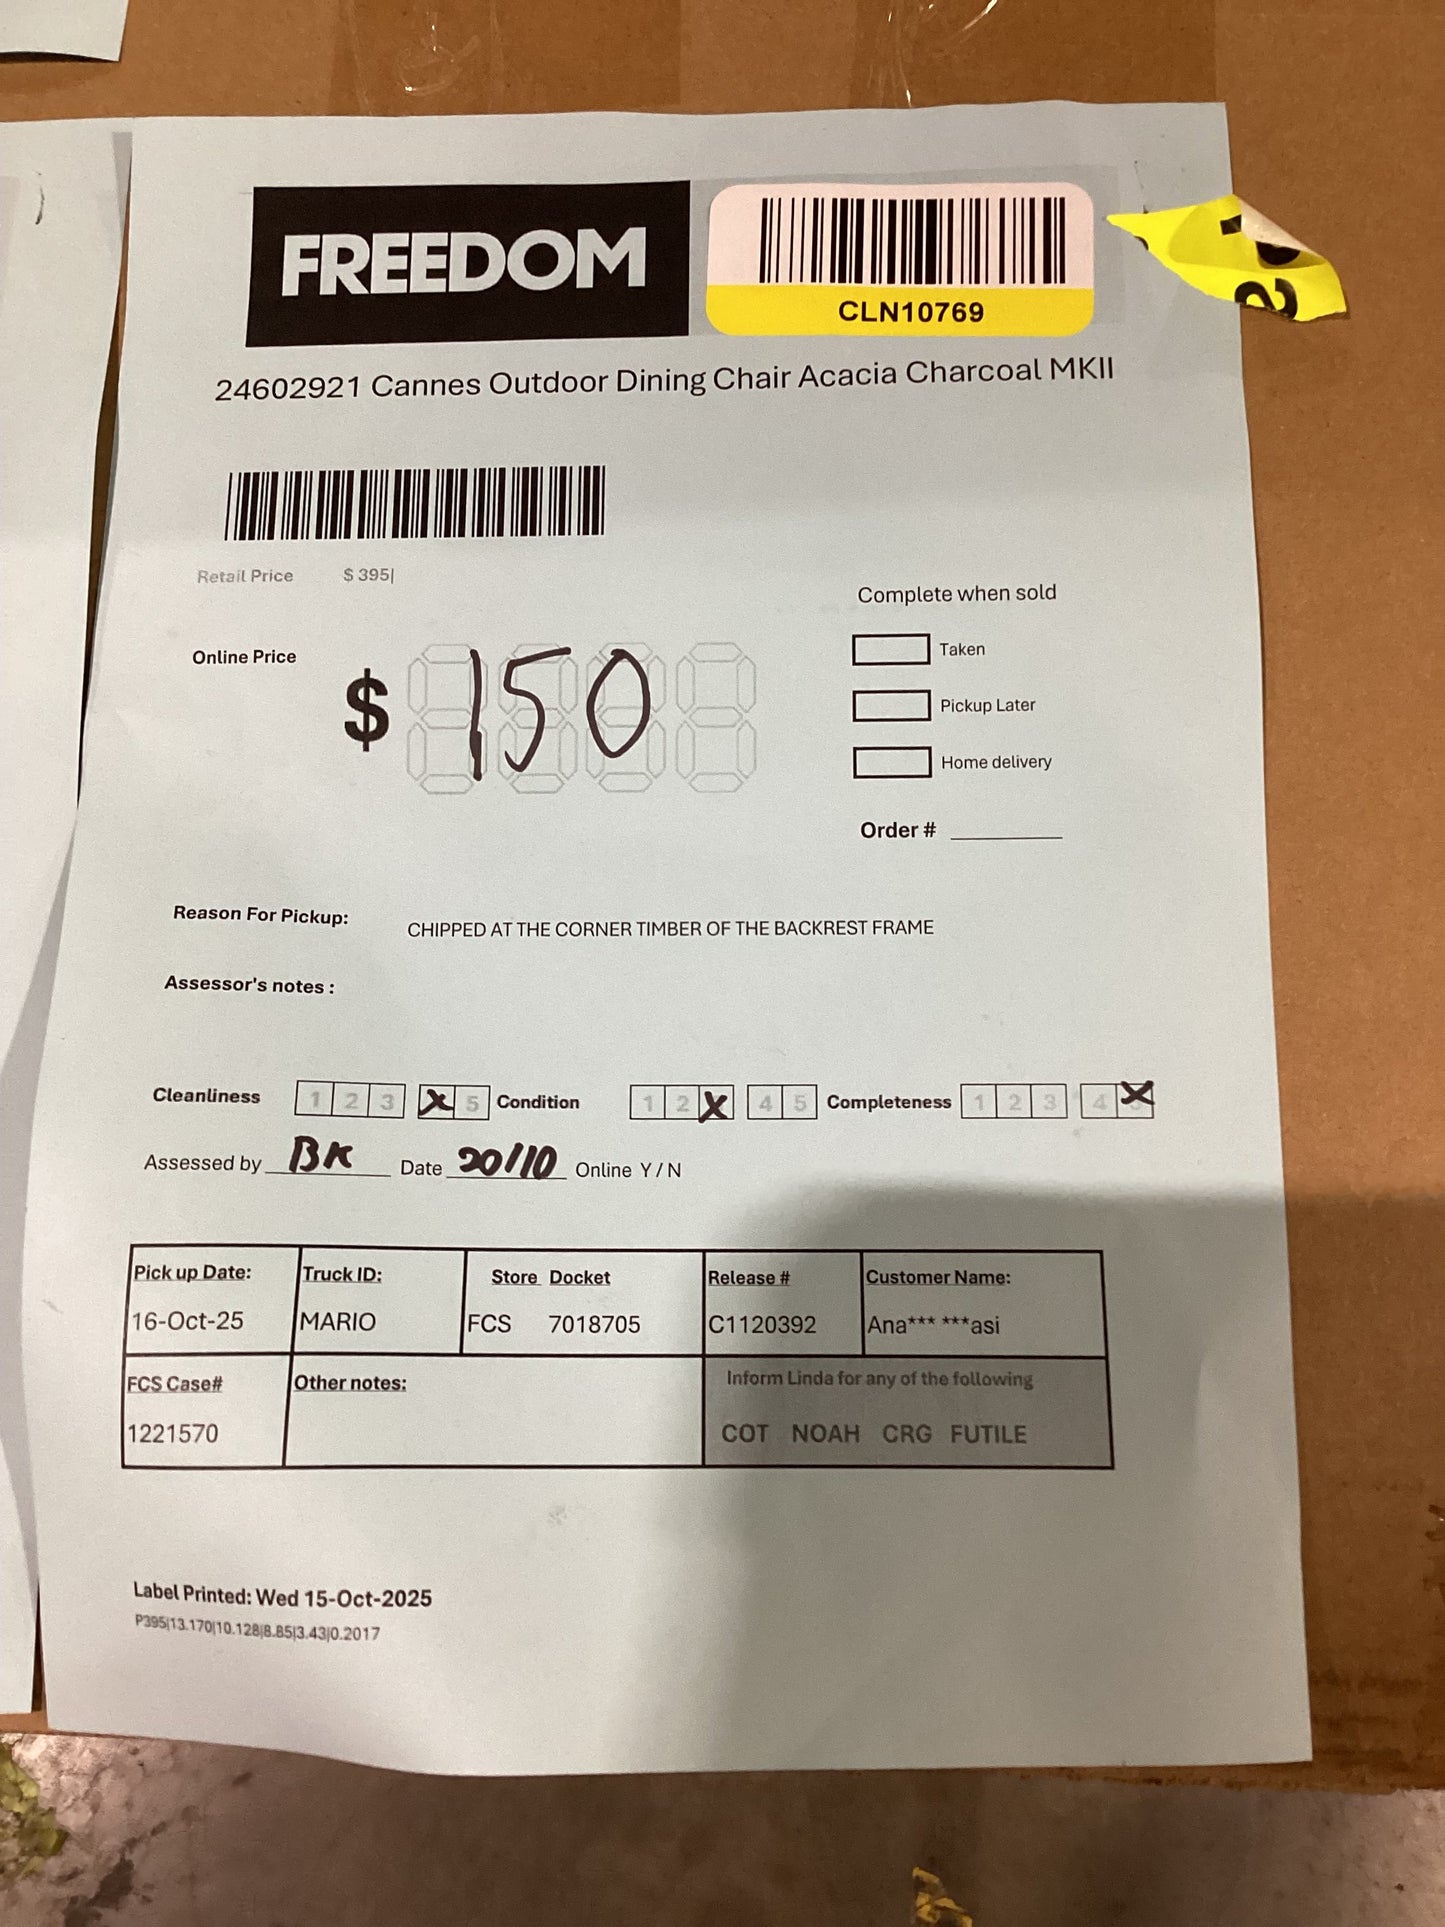 FREEDOM
CLN10769
24602921 Cannes Outdoor Dining Chair Acacia Charcoal MKII
Retail Price $ 395|
Complete when sold
Online Price
$ 150
Taken
Pickup Later
Home delivery
Order #
Reason For Pickup: CHIPPED AT THE CORNER TIMBER OF THE BACKREST FRAME
Assessor's notes :
Cleanliness 1 2 3 X 5 Condition 1 2 X 4 5 Completeness 1 2 3 4 X
Assessed by BK Date 20/10 Online Y / N
Pick up Date: Truck ID: Store Docket Release # Customer Name:
16-Oct-25 MARIO FCS 7018705 C1120392 Ana*** ***asi
FCS Case# Other notes: Inform Linda for any of the following
1221570 COT NOAH CRG FUTILE
Label Printed: Wed 15-Oct-2025
P395|13.170|10.128|8.85|3.43|0.2017